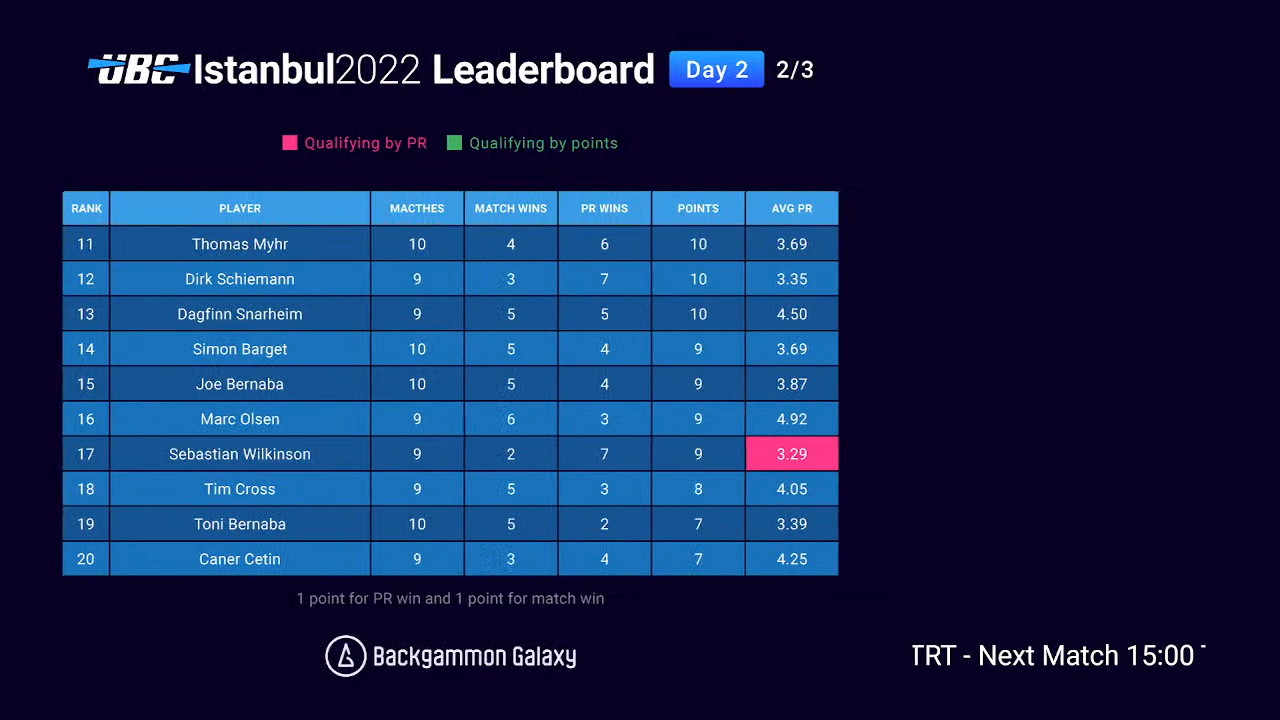 UBC Istanbul2022 Leaderboard Day 2 2/3
Qualifying by PR Qualifying by points
RANK PLAYER MACTHES MATCH WINS PR WINS POINTS AVG PR
11 Thomas Myhr 10 4 6 10 3.69
12 Dirk Schiemann 9 3 7 10 3.35
13 Dagfinn Snarheim 9 5 5 10 4.50
14 Simon Barget 10 5 4 9 3.69
15 Joe Bernaba 10 5 4 9 3.87
16 Marc Olsen 9 6 3 9 4.92
17 Sebastian Wilkinson 9 2 7 9 3.29
18 Tim Cross 9 5 3 8 4.05
19 Toni Bernaba 10 5 2 7 3.39
20 Caner Cetin 9 3 4 7 4.25
1 point for PR win and 1 point for match win
Backgammon Galaxy
TRT - Next Match 15:00